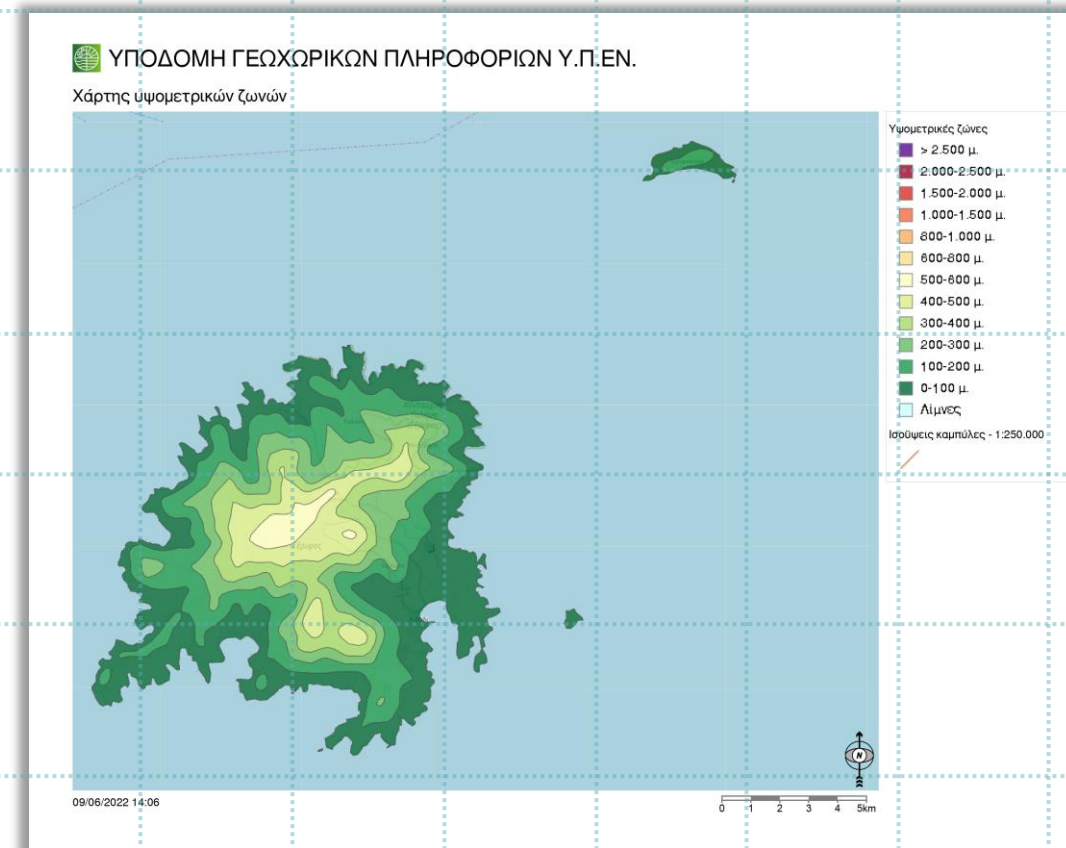 ΥΠΟΔΟΜΗ ΓΕΩΧΩΡΙΚΩΝ ΠΛΗΡΟΦΟΡΙΩΝ Υ.Π.ΕΝ.
Χάρτης υψομετρικών ζωνών
Υψομετρικές ζώνες
> 2.500 μ.
2.000-2.500 μ.
1.500-2.000 μ.
1.000-1.500 μ.
800-1.000 μ.
600-800 μ.
500-600 μ.
400-500 μ.
300-400 μ.
200-300 μ.
100-200 μ.
0-100 μ.
Λίμνες
Ισοϋψεις καμπύλες - 1:250.000
N
09/06/2022 14:06
0 1 2 3 4 5km